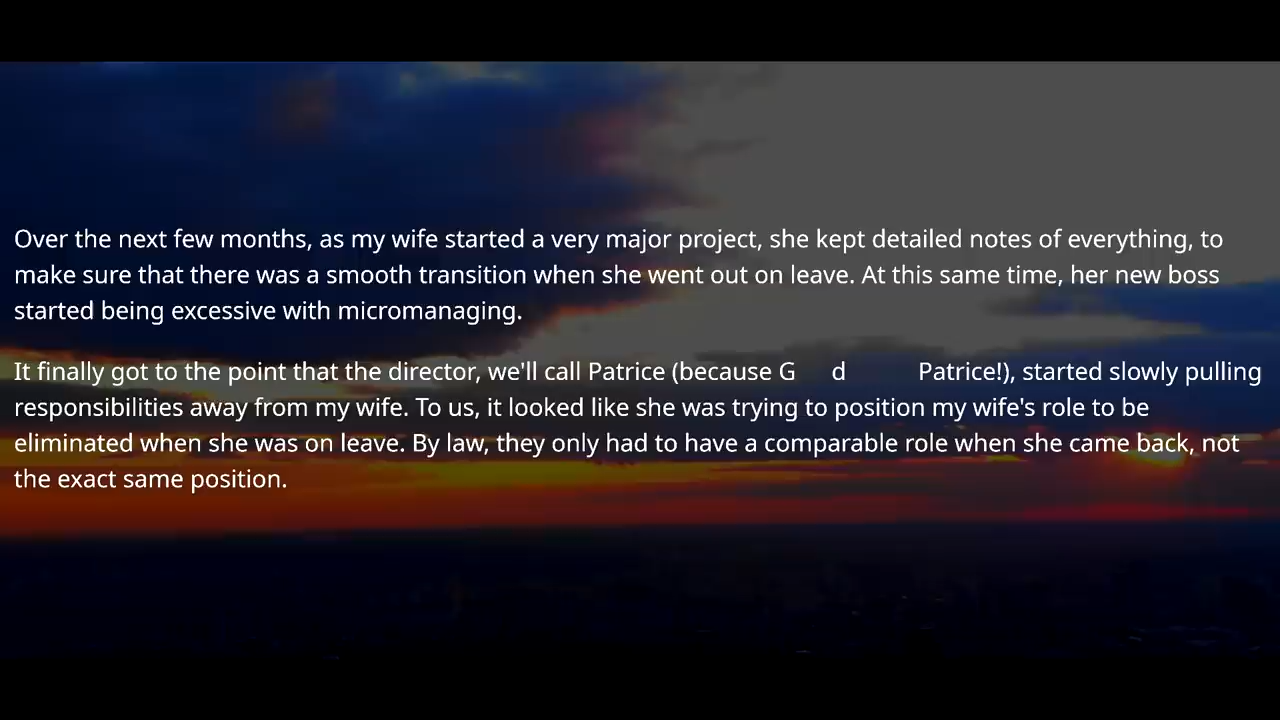 Over the next few months, as my wife started a very major project, she kept detailed notes of everything, to
make sure that there was a smooth transition when she went out on leave. At this same time, her new boss
started being excessive with micromanaging.
It finally got to the point that the director, we'll call Patrice (because G d Patrice!), started slowly pulling
responsibilities away from my wife. To us, it looked like she was trying to position my wife's role to be
eliminated when she was on leave. By law, they only had to have a comparable role when she came back, not
the exact same position.